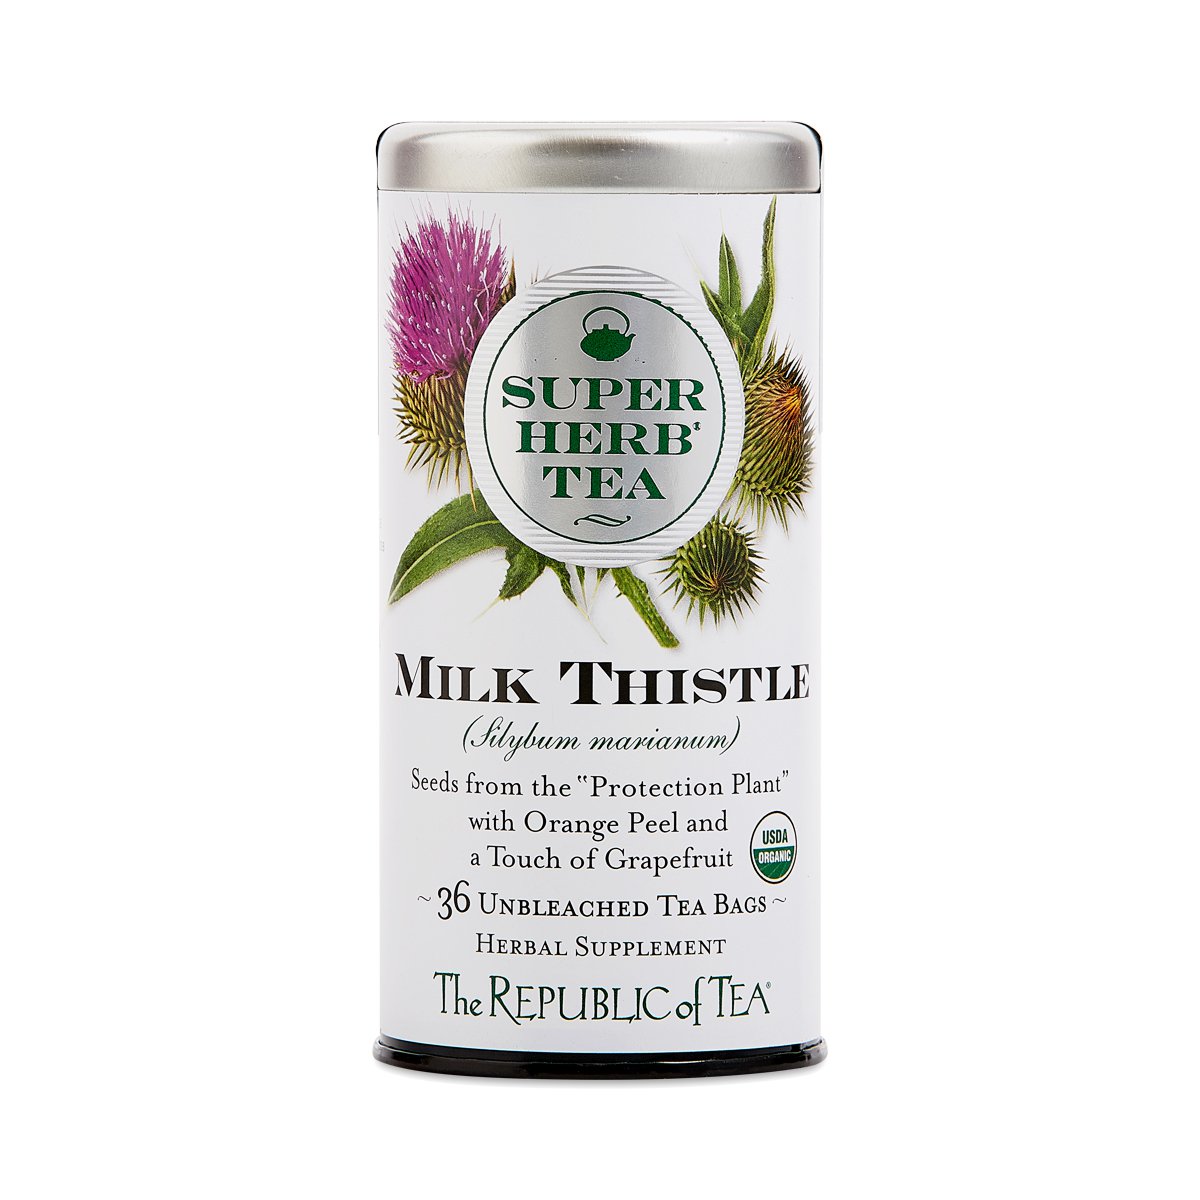 SUPER
HERB
TEA
MILK THISTLE
(Silybum marianum)
Seeds from the "Protection Plant"
with Orange Peel and
a Touch of Grapefruit
USDA
ORGANIC
~ 36 UNBLEACHED TEA BAGS ~
HERBAL SUPPLEMENT
The REPUBLIC of TEA®